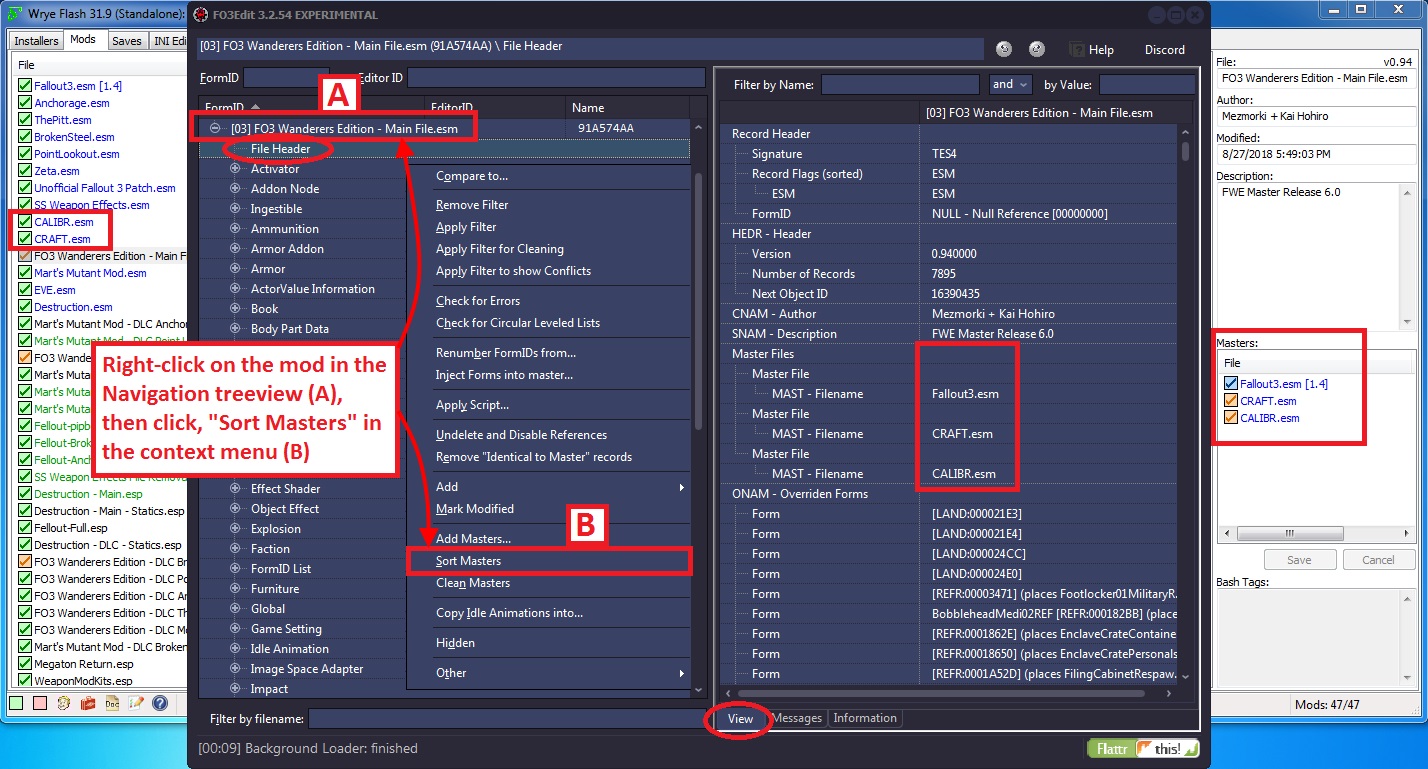 Wrye Flash 31.9 (Standalone):
Installers Mods Saves INI Edi
File
Fallout3.esm [1.4]
Anchorage.esm
ThePitt.esm
BrokenSteel.esm
PointLookout.esm
Zeta.esm
Unofficial Fallout 3 Patch.esm
SS Weapon Effects.esm
CALIBR.esm
CRAFT.esm
FO3 Wanderers Edition - Main F
Mart's Mutant Mod.esm
EVE.esm
Destruction.esm
Mart's Mutant Mod - DLC Anchor
Mart's Mutant Mod - DLC Point L
FO3 Wande
Mart's Muta
Mart's Muta
Mart's Muta
Fellout-pipb
Fellout-Brok
Fellout-Anch
SS Weapon Effects File Remova
Destruction - Main.esp
Destruction - Main - Statics.esp
Fellout-Full.esp
Destruction - DLC - Statics.esp
FO3 Wanderers Edition - DLC Br
FO3 Wanderers Edition - DLC Po
FO3 Wanderers Edition - DLC An
FO3 Wanderers Edition - DLC Th
FO3 Wanderers Edition - DLC Mo
Mart's Mutant Mod - DLC Broken
Megaton Return.esp
WeaponModKits.esp
Doc
FO3Edit 3.2.54 EXPERIMENTAL
[03] FO3 Wanderers Edition - Main File.esm (91A574AA) \ File Header
Help
Discord
FormID
Editor ID
FormID EditorID Name
A
[03] FO3 Wanderers Edition - Main File.esm 91A574AA
File Header
Activator
Addon Node
Ingestible
Ammunition
Armor Addon
Armor
ActorValue Information
Book
Body Part Data
Right-click on the mod in the
Navigation treeview (A),
then click, "Sort Masters" in
the context menu (B)
Effect Shader
Object Effect
Explosion
Faction
FormID List
Furniture
Global
Game Setting
Idle Animation
Image Space Adapter
Impact
Compare to...
Remove Filter
Apply Filter
Apply Filter for Cleaning
Apply Filter to show Conflicts
Check for Errors
Check for Circular Leveled Lists
Renumber FormIDs from...
Inject Forms into master...
Apply Script...
Undelete and Disable References
Remove "Identical to Master" records
Add
Mark Modified
Add Masters...
B
Sort Masters
Clean Masters
Copy Idle Animations into...
Hidden
Other
Filter by filename:
[00:09] Background Loader: finished
Filter by Name: and by Value:
[03] FO3 Wanderers Edition - Main File.esm
Record Header
Signature TES4
Record Flags (sorted) ESM
ESM ESM
FormID NULL - Null Reference [00000000]
HEDR - Header
Version 0.940000
Number of Records 7895
Next Object ID 16390435
CNAM - Author Mezmorki + Kai Hohiro
SNAM - Description FWE Master Release 6.0
Master Files
Master File
MAST - Filename Fallout3.esm
Master File
MAST - Filename CRAFT.esm
Master File
MAST - Filename CALIBR.esm
ONAM - Overriden Forms
Form [LAND:000021E3]
Form [LAND:000021E4]
Form [LAND:000024CC]
Form [LAND:000024E0]
Form [REFR:00003471] (places Footlocker01MilitaryR.
Form BobbleheadMedi02REF [REFR:000182BB] (place
Form [REFR:0001862E] (places EnclaveCrateContaine
Form [REFR:00018650] (places EnclaveCratePersonals
Form [REFR:0001A52D] (places FilingCabinetRespaw.
View Messages Information
Flattr this!
File: v0.94
FO3 Wanderers Edition - Main File.esm
Author:
Mezmorki + Kai Hohiro
Modified:
8/27/2018 5:49:03 PM
Description:
FWE Master Release 6.0
Masters:
File
Fallout3.esm [1.4]
CRAFT.esm
CALIBR.esm
Save Cancel
Bash Tags:
Mods: 47/47